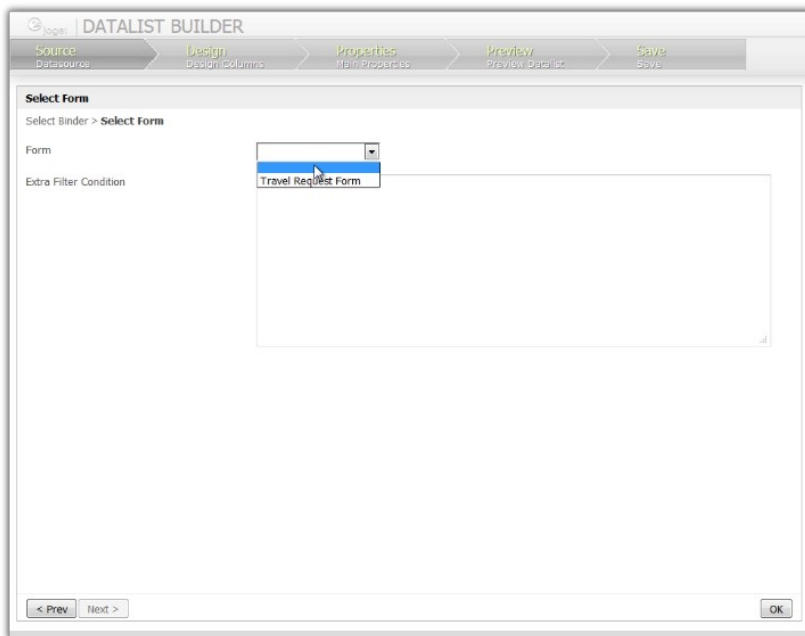 joget DATALIST BUILDER
Source Design Properties Preview Save
Datasource Design Columns Main Properties Preview Datalist Save
Select Form
Select Binder > Select Form
Form
Travel Request Form
Extra Filter Condition
< Prev Next > OK